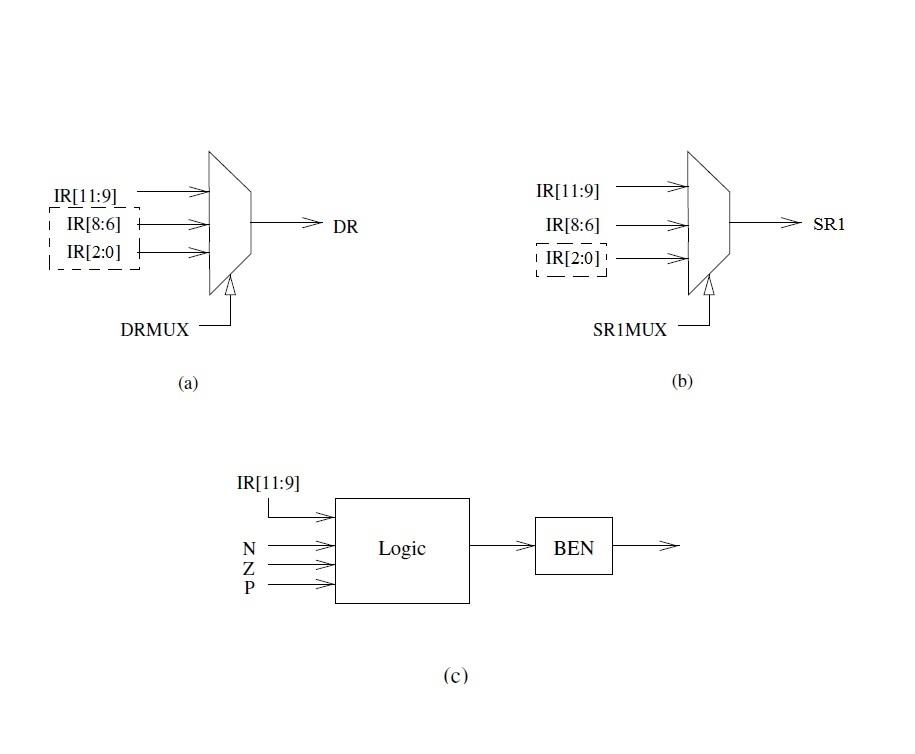 IR[11:9]
IR[8:6]
IR[2:0]
DR
DRMUX
(a)
IR[11:9]
IR[8:6]
IR[2:0]
SR1
SR1MUX
(b)
IR[11:9]
N
Z
P
Logic
BEN
(c)